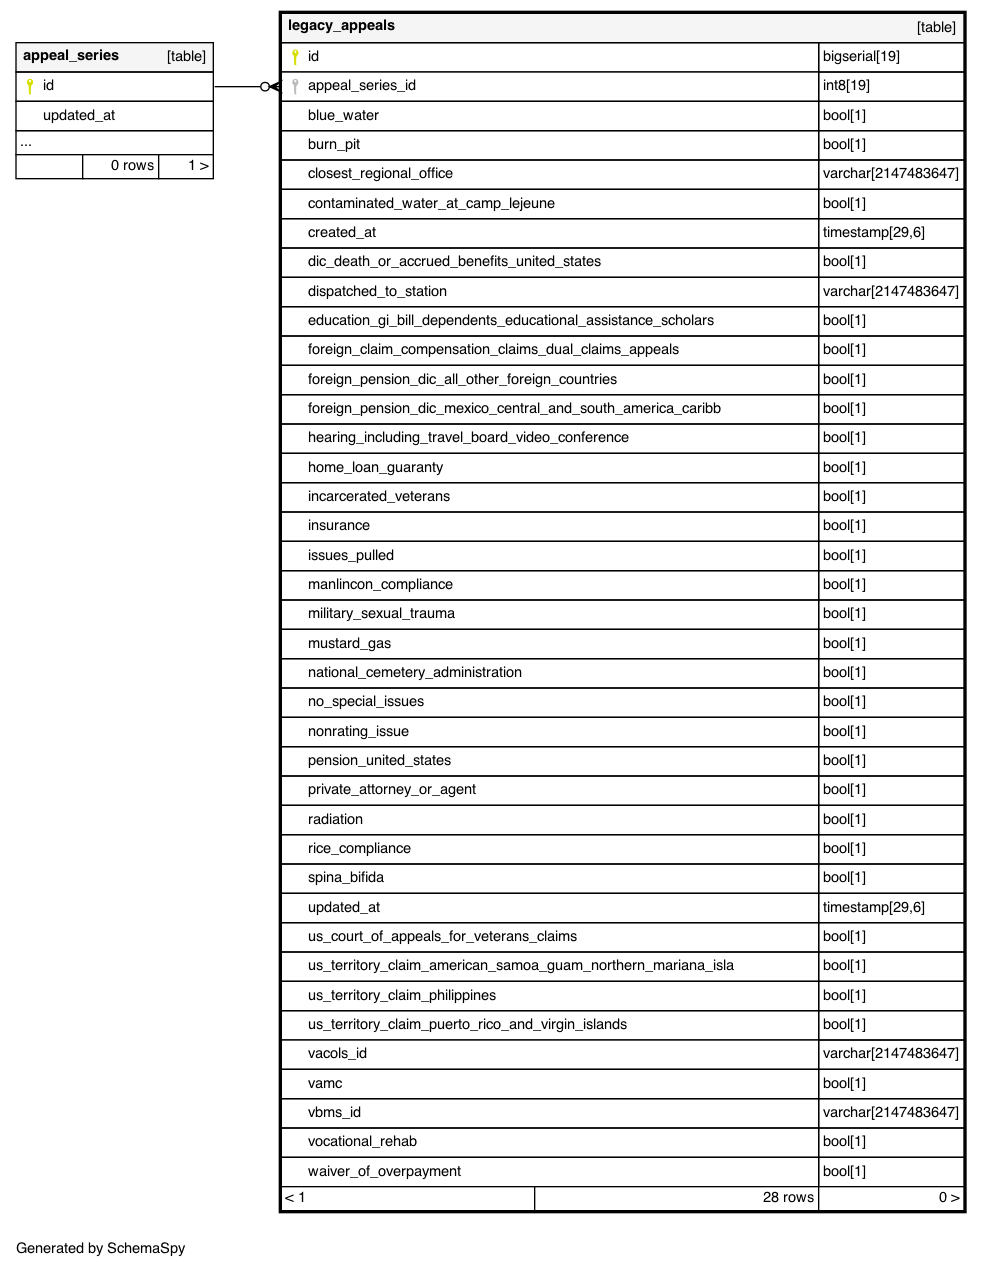 legacy_appeals [table]
appeal_series [table]
id bigserial[19]
id
appeal_series_id int8[19]
updated_at
blue_water bool[1]
...
burn_pit bool[1]
0 rows 1 >
closest_regional_office varchar[2147483647]
contaminated_water_at_camp_lejeune bool[1]
created_at timestamp[29,6]
dic_death_or_accrued_benefits_united_states bool[1]
dispatched_to_station varchar[2147483647]
education_gi_bill_dependents_educational_assistance_scholars bool[1]
foreign_claim_compensation_claims_dual_claims_appeals bool[1]
foreign_pension_dic_all_other_foreign_countries bool[1]
foreign_pension_dic_mexico_central_and_south_america_caribb bool[1]
hearing_including_travel_board_video_conference bool[1]
home_loan_guaranty bool[1]
incarcerated_veterans bool[1]
insurance bool[1]
issues_pulled bool[1]
manlincon_compliance bool[1]
military_sexual_trauma bool[1]
mustard_gas bool[1]
national_cemetery_administration bool[1]
no_special_issues bool[1]
nonrating_issue bool[1]
pension_united_states bool[1]
private_attorney_or_agent bool[1]
radiation bool[1]
rice_compliance bool[1]
spina_bifida bool[1]
updated_at timestamp[29,6]
us_court_of_appeals_for_veterans_claims bool[1]
us_territory_claim_american_samoa_guam_northern_mariana_isla bool[1]
us_territory_claim_philippines bool[1]
us_territory_claim_puerto_rico_and_virgin_islands bool[1]
vacols_id varchar[2147483647]
vamc bool[1]
vbms_id varchar[2147483647]
vocational_rehab bool[1]
waiver_of_overpayment bool[1]
< 1 28 rows 0 >
Generated by SchemaSpy